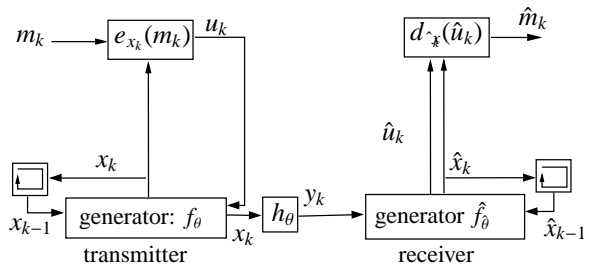 m_k e_{x_k}(m_k) u_k d_{x̂_k}(û_k) m̂_k
x_k û_k x̂_k
x_{k−1} generator: f_θ x_k h_θ y_k generator f̂_θ̂ x̂_{k−1}
transmitter receiver